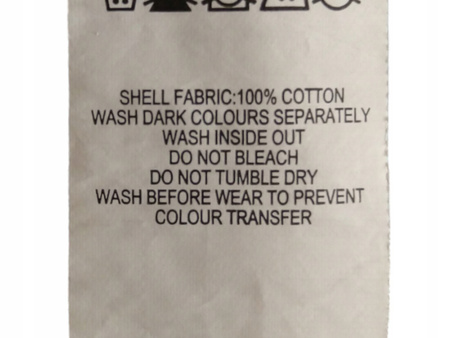 SHELL FABRIC:100% COTTON
WASH DARK COLOURS SEPARATELY
WASH INSIDE OUT
DO NOT BLEACH
DO NOT TUMBLE DRY
WASH BEFORE WEAR TO PREVENT
COLOUR TRANSFER